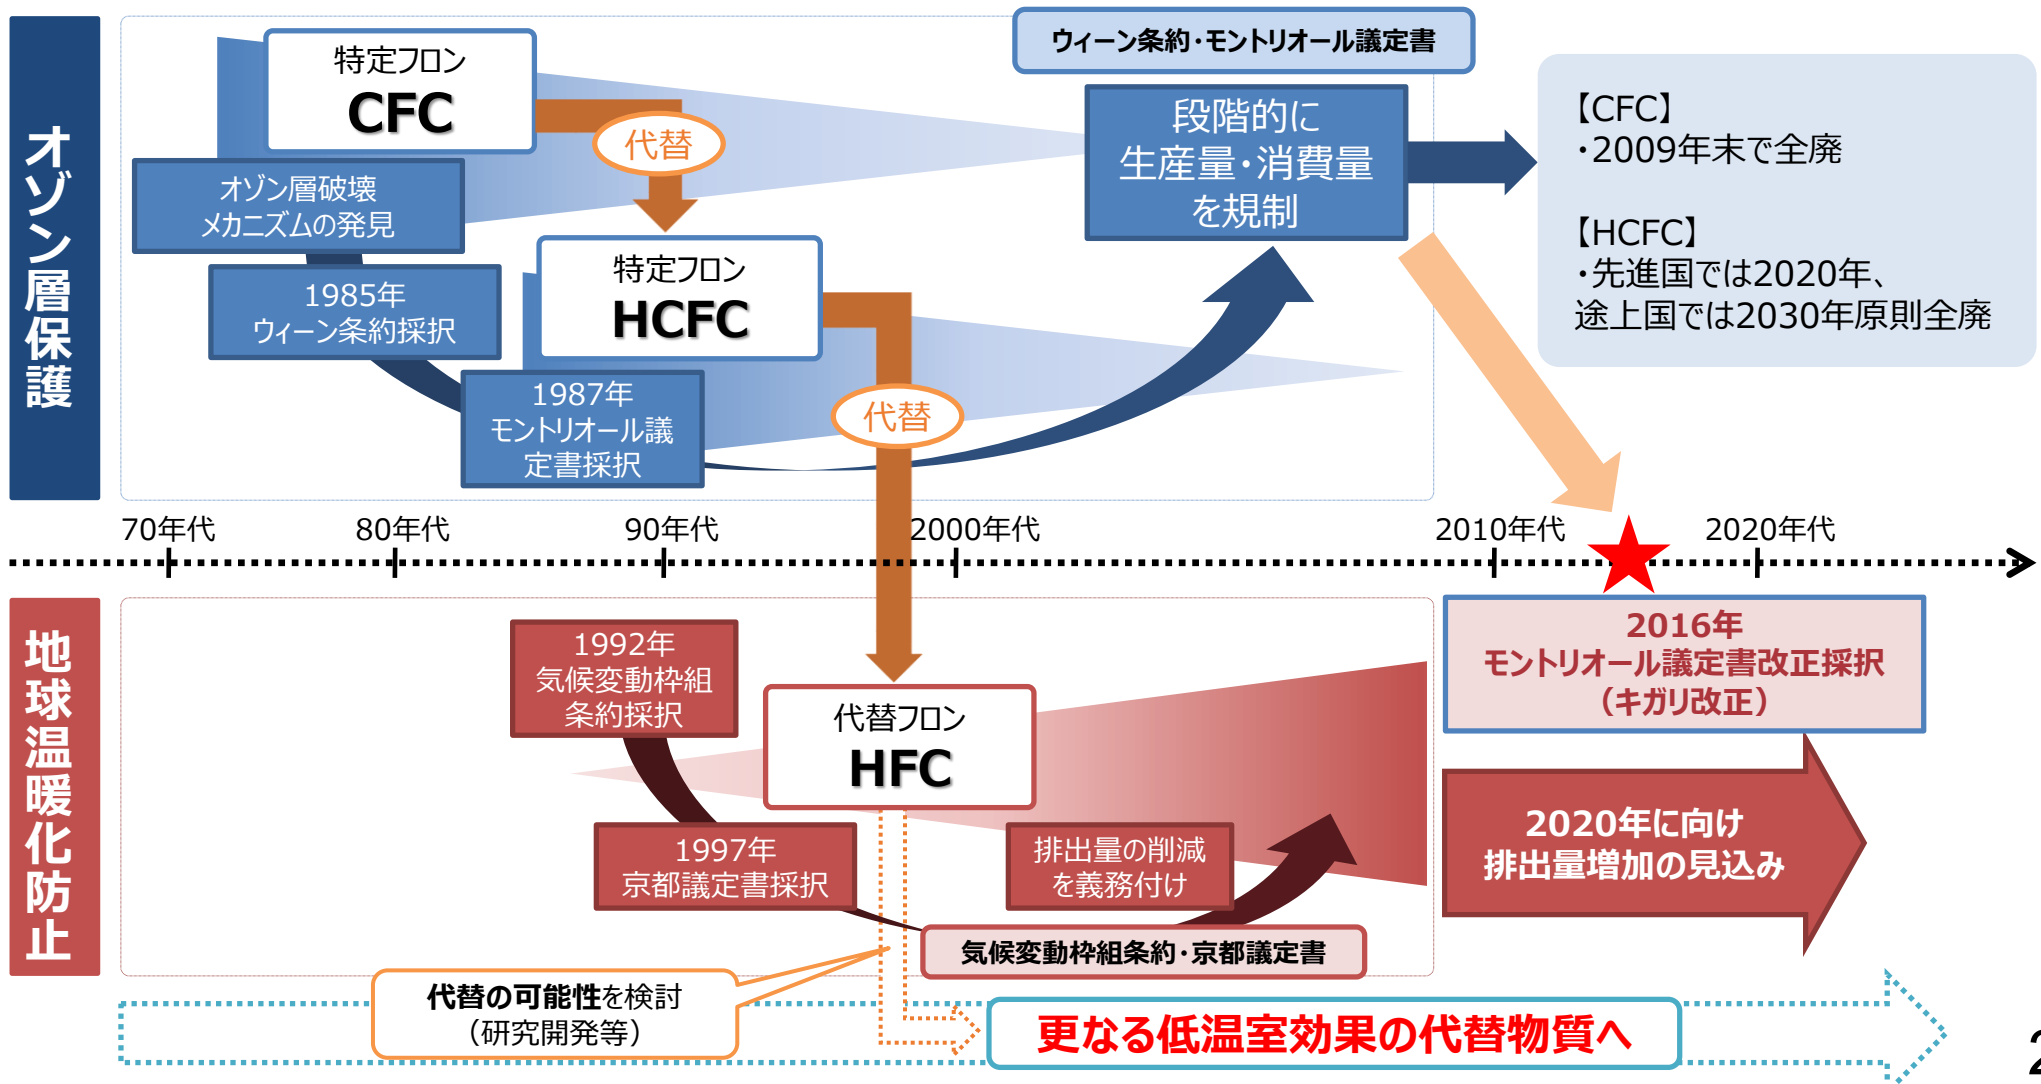 オゾン層保護
特定フロン
CFC
代替
オゾン層破壊
メカニズムの発見
1985年
ウィーン条約採択
特定フロン
HCFC
代替
1987年
モントリオール議
定書採択
ウィーン条約・モントリオール議定書
段階的に
生産量・消費量
を規制
【CFC】
・2009年末で全廃
【HCFC】
・先進国では2020年、
途上国では2030年原則全廃
70年代
80年代
90年代
2000年代
2010年代
2020年代
地球温暖化防止
1992年
気候変動枠組
条約採択
代替フロン
HFC
1997年
京都議定書採択
排出量の削減
を義務付け
気候変動枠組条約・京都議定書
2016年
モントリオール議定書改正採択
（キガリ改正）
2020年に向け
排出量増加の見込み
代替の可能性を検討
（研究開発等）
更なる低温室効果の代替物質へ
2